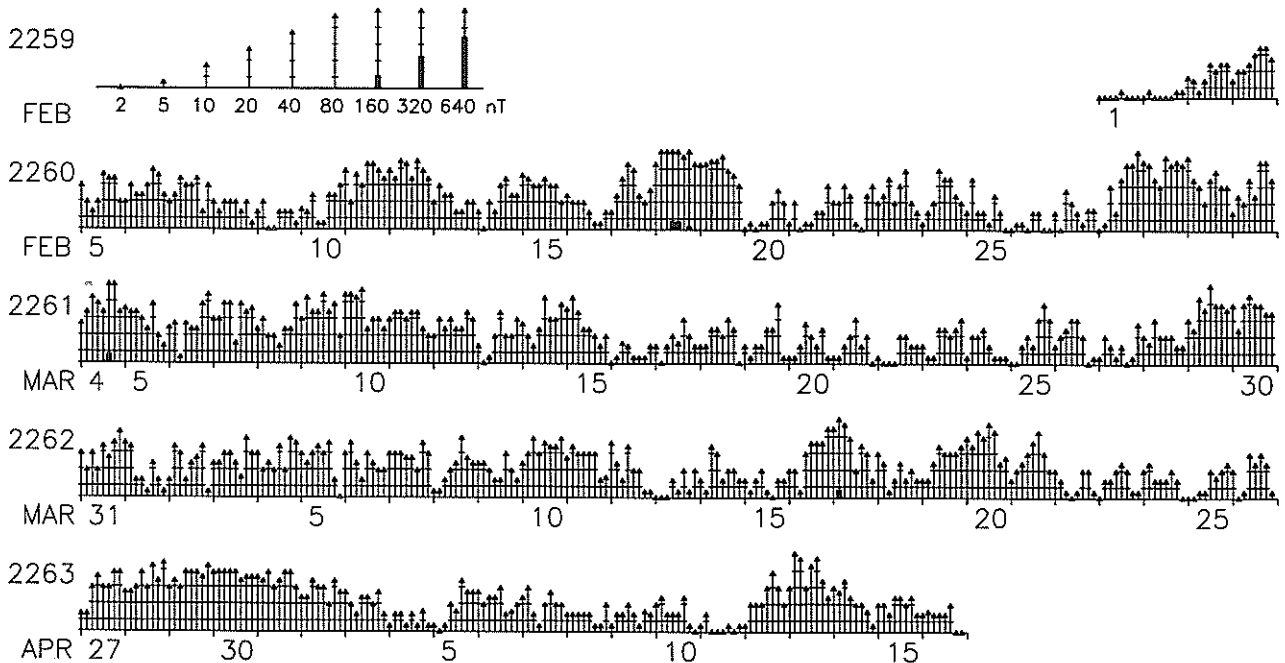 2259
2 5 10 20 40 80 160 320 640 nT
FEB 1
2260
FEB 5 10 15 20 25
2261
MAR 4 5 10 15 20 25 30
2262
MAR 31 5 10 15 20 25
2263
APR 27 30 5 10 15